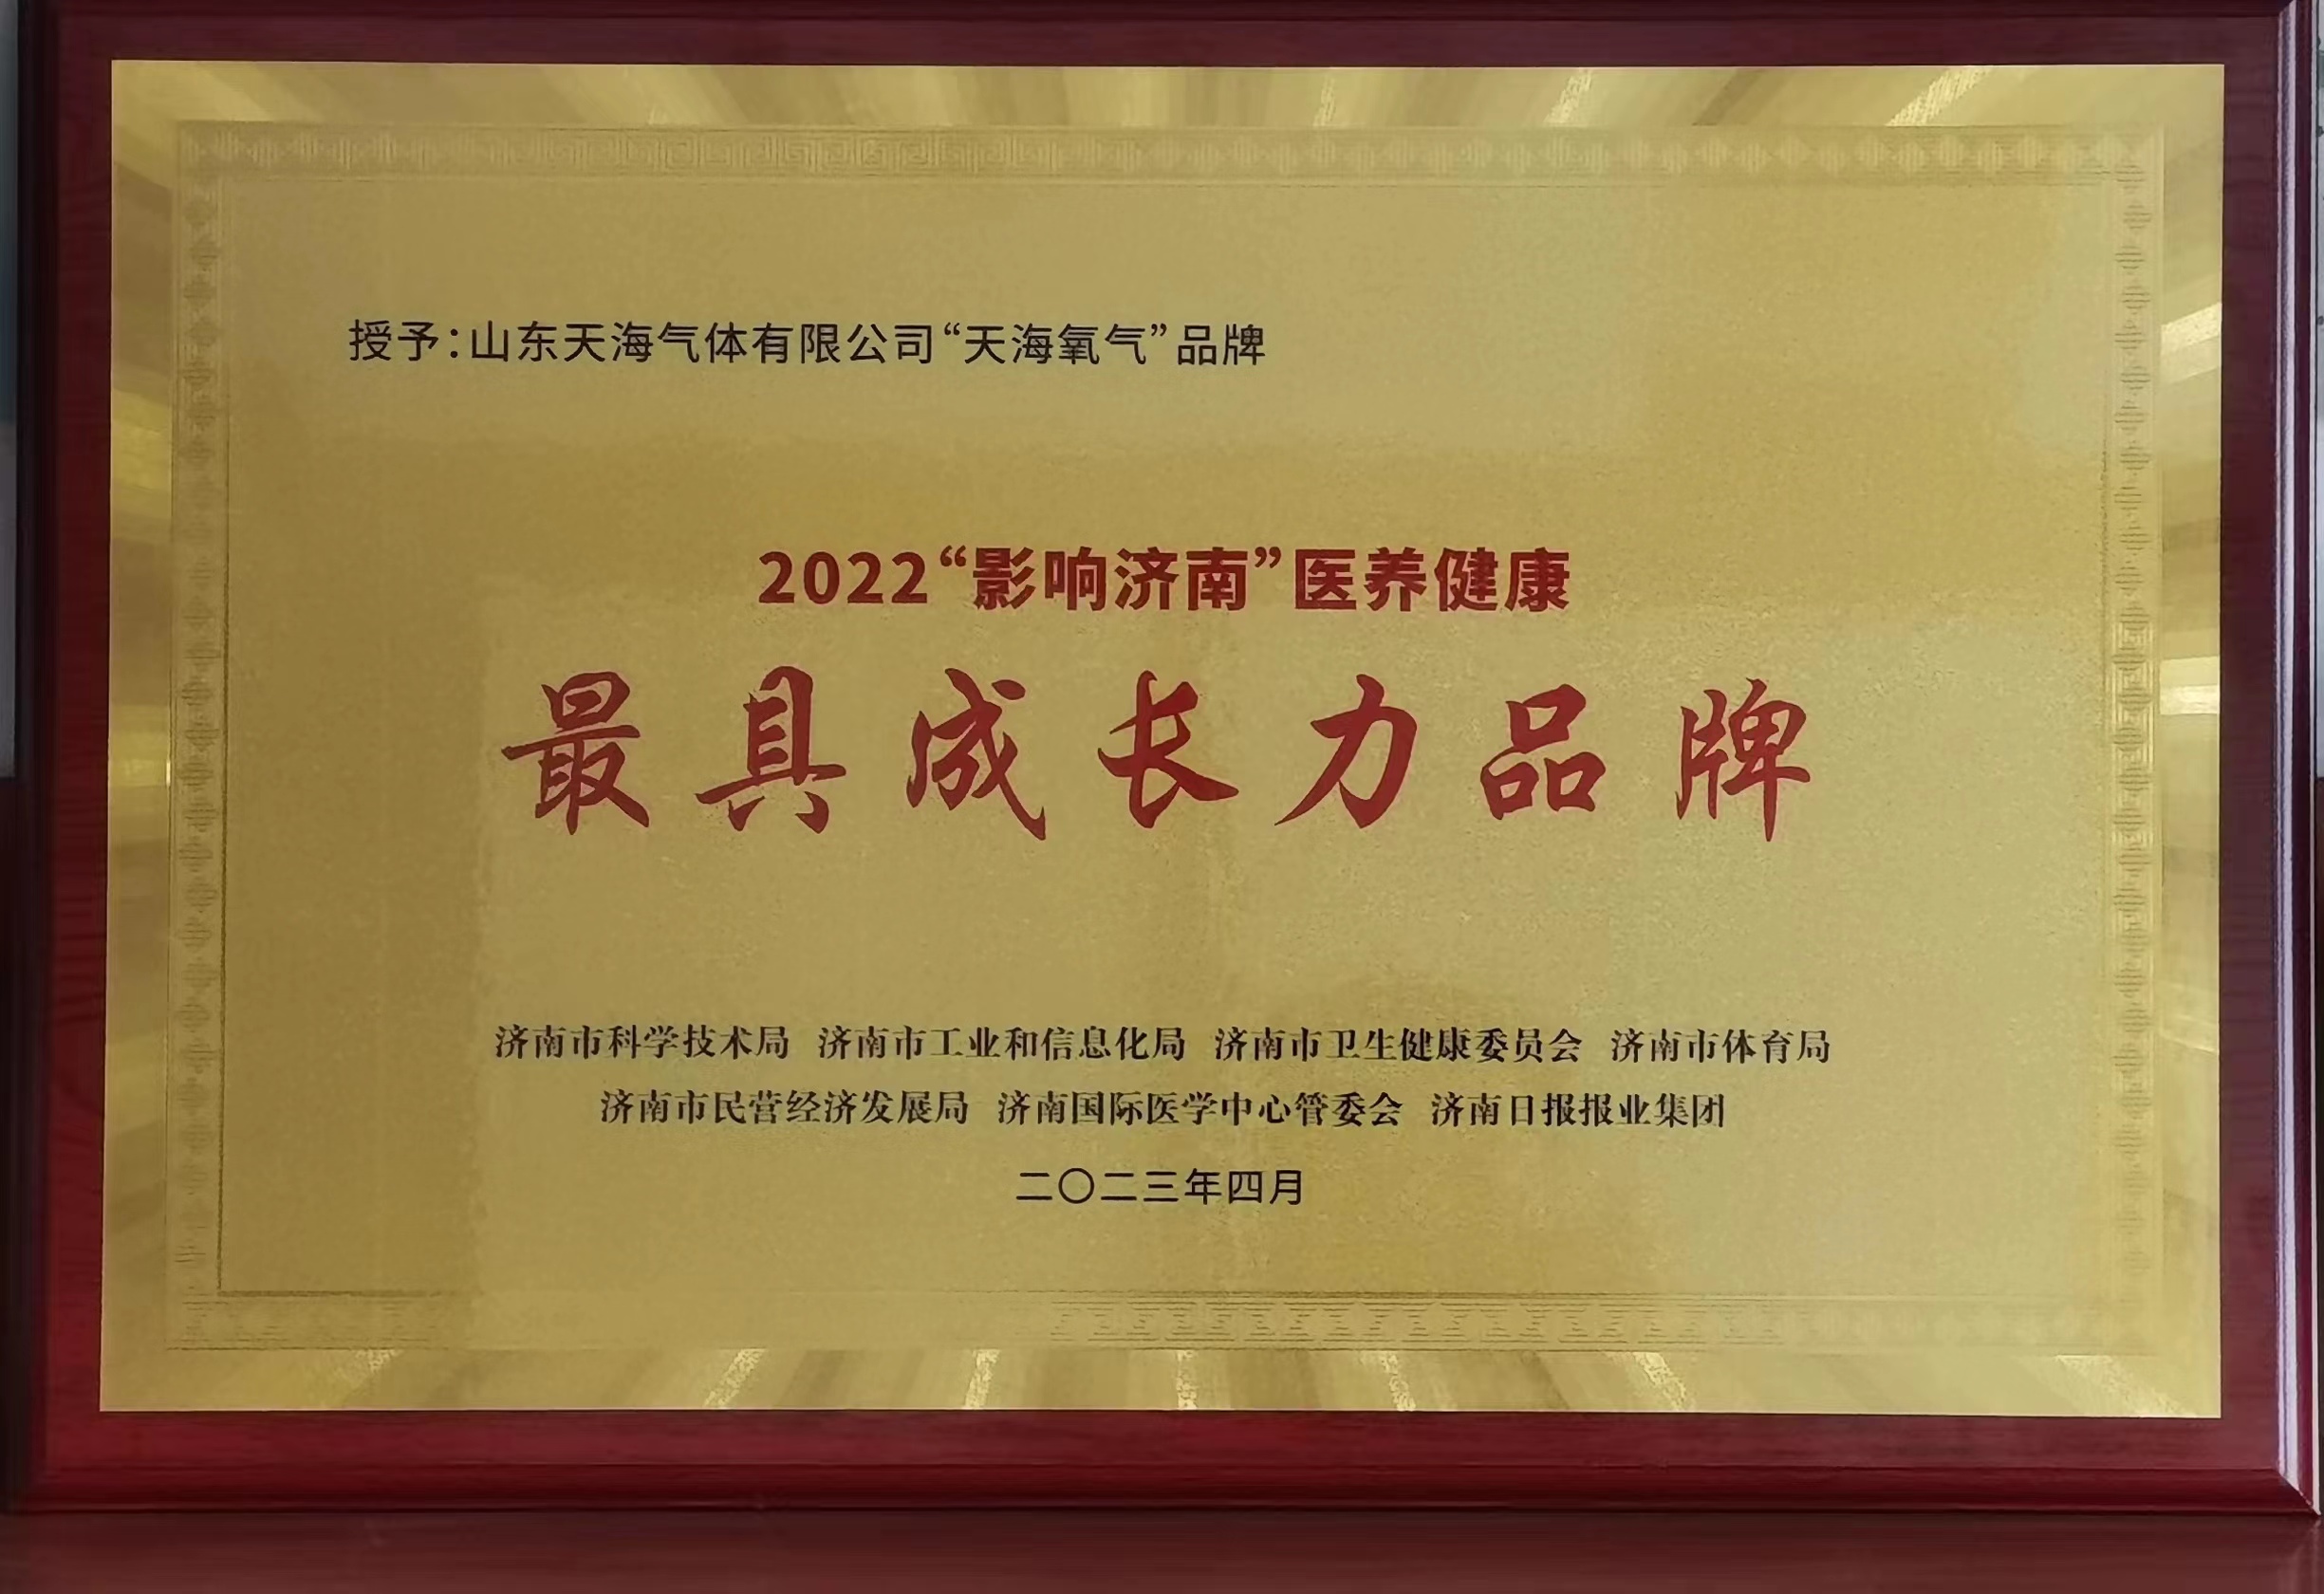 授予：山东天海气体有限公司“天海氧气”品牌
2022“影响济南”医养健康
最具成长力品牌
济南市科学技术局 济南市工业和信息化局 济南市卫生健康委员会 济南市体育局
济南市民营经济发展局 济南国际医学中心管委会 济南日报报业集团
二〇二三年四月